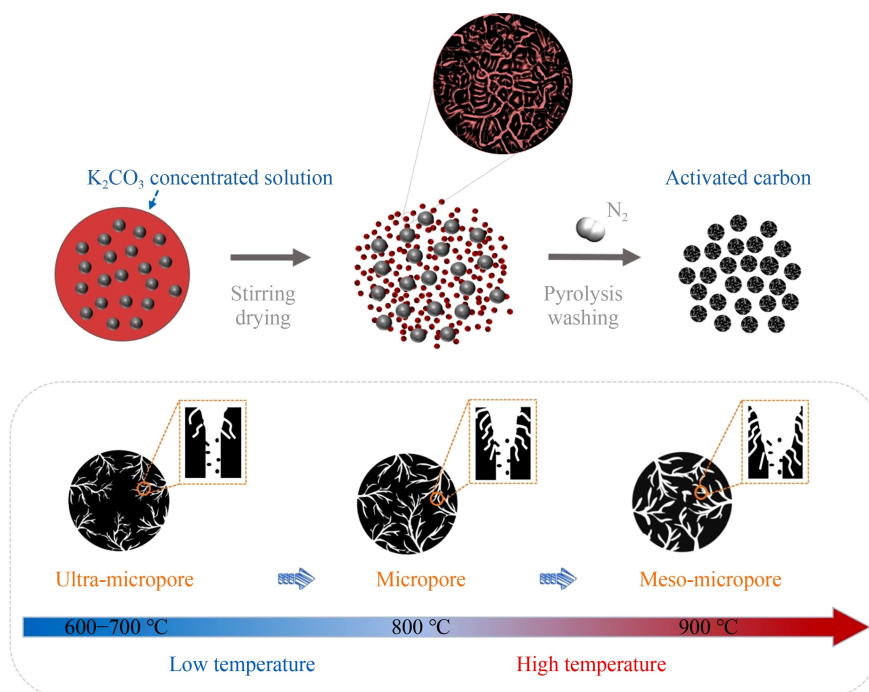 K₂CO₃ concentrated solution
Activated carbon
N₂
Stirring
drying
Pyrolysis
washing
Ultra-micropore
Micropore
Meso-micropore
600−700 ℃
800 ℃
900 ℃
Low temperature
High temperature